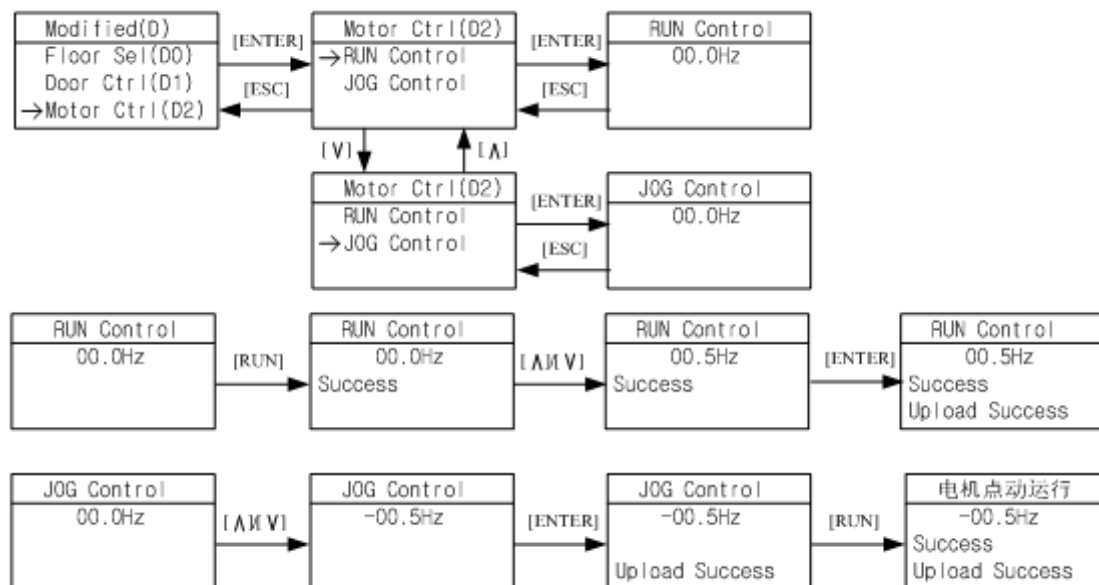 Modified(D)
Floor Sel(D0)
Door Ctrl(D1)
→Motor Ctrl(D2)
[ENTER]
[ESC]
Motor Ctrl(D2)
→RUN Control
JOG Control
[ENTER]
[ESC]
RUN Control
00.0Hz
[∨]
[∧]
Motor Ctrl(D2)
RUN Control
→JOG Control
[ENTER]
[ESC]
JOG Control
00.0Hz
RUN Control
00.0Hz
[RUN]
RUN Control
00.0Hz
Success
[∧][∨]
RUN Control
00.5Hz
Success
[ENTER]
RUN Control
00.5Hz
Success
Upload Success
JOG Control
00.0Hz
[∧][∨]
JOG Control
-00.5Hz
[ENTER]
JOG Control
-00.5Hz
Upload Success
[RUN]
电机点动运行
-00.5Hz
Success
Upload Success